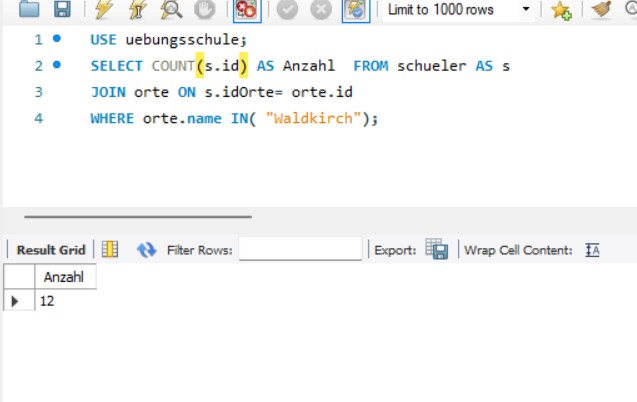 Limit to 1000 rows
1 USE uebungsschule;
2 SELECT COUNT(s.id) AS Anzahl  FROM schueler AS s
3 JOIN orte ON s.idOrte= orte.id
4 WHERE orte.name IN( "Waldkirch");
Result Grid Filter Rows: Export: Wrap Cell Content: IA
Anzahl
12